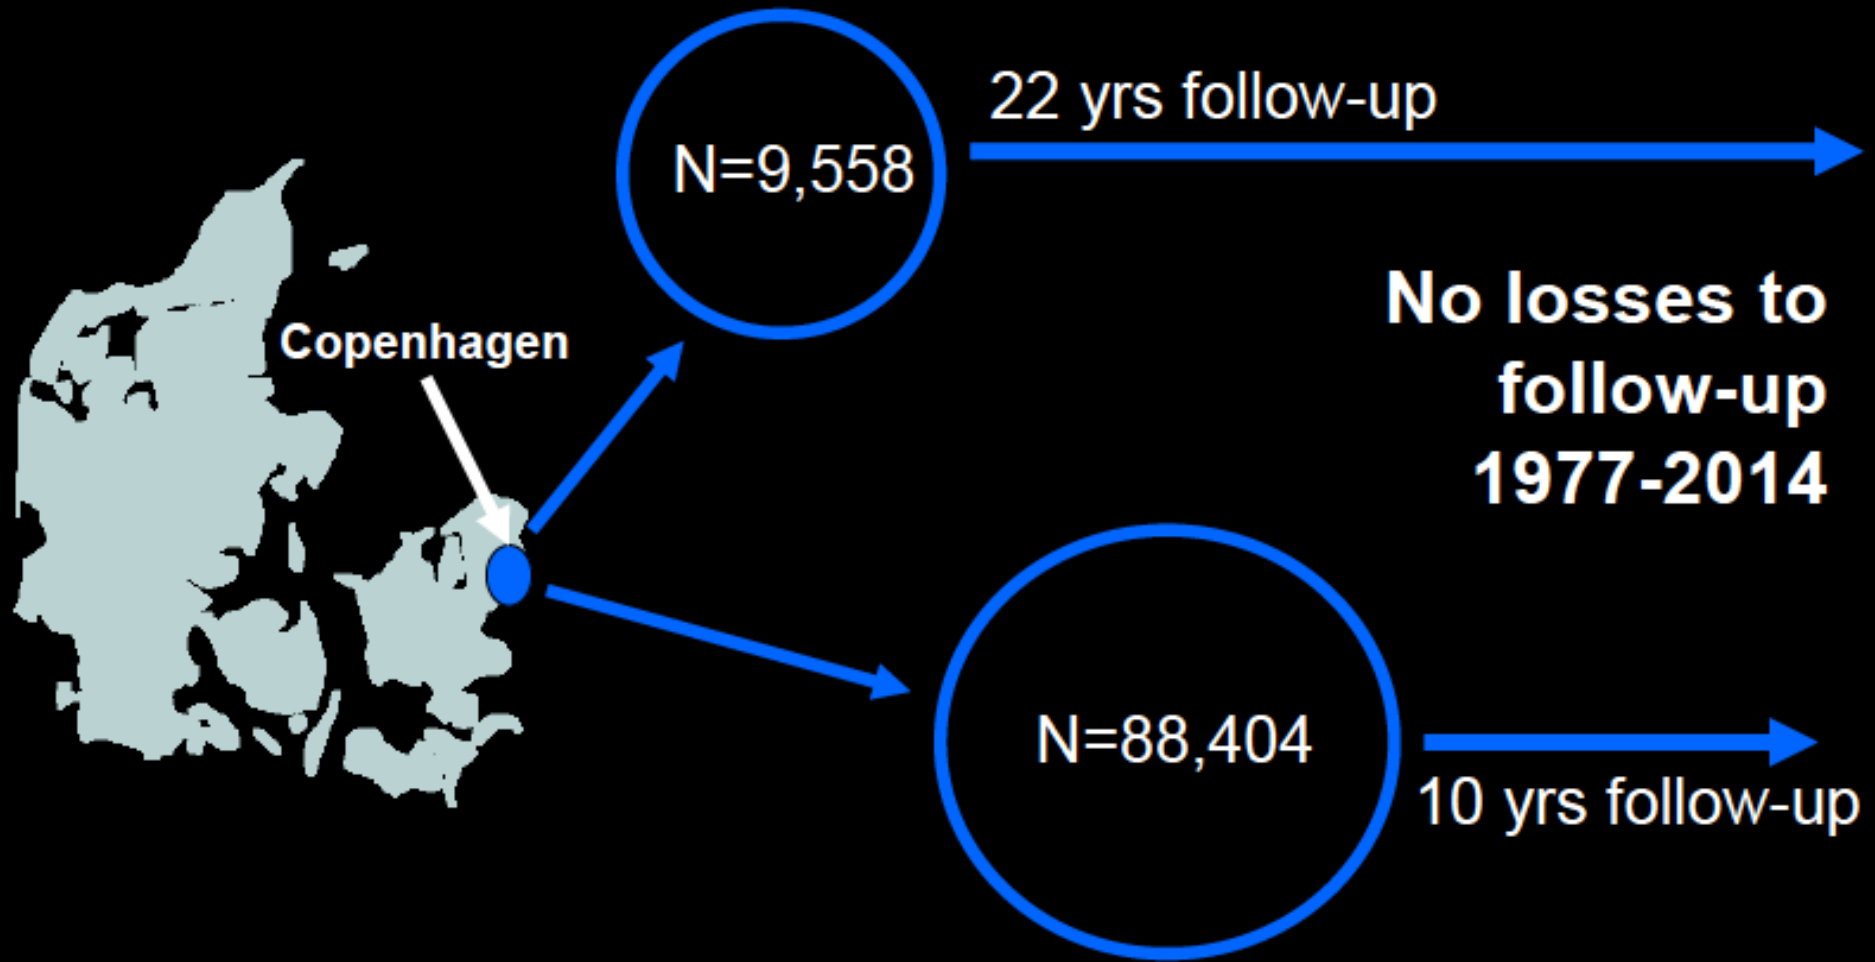 N=9,558
22 yrs follow-up
Copenhagen
No losses to
follow-up
1977-2014
N=88,404
10 yrs follow-up